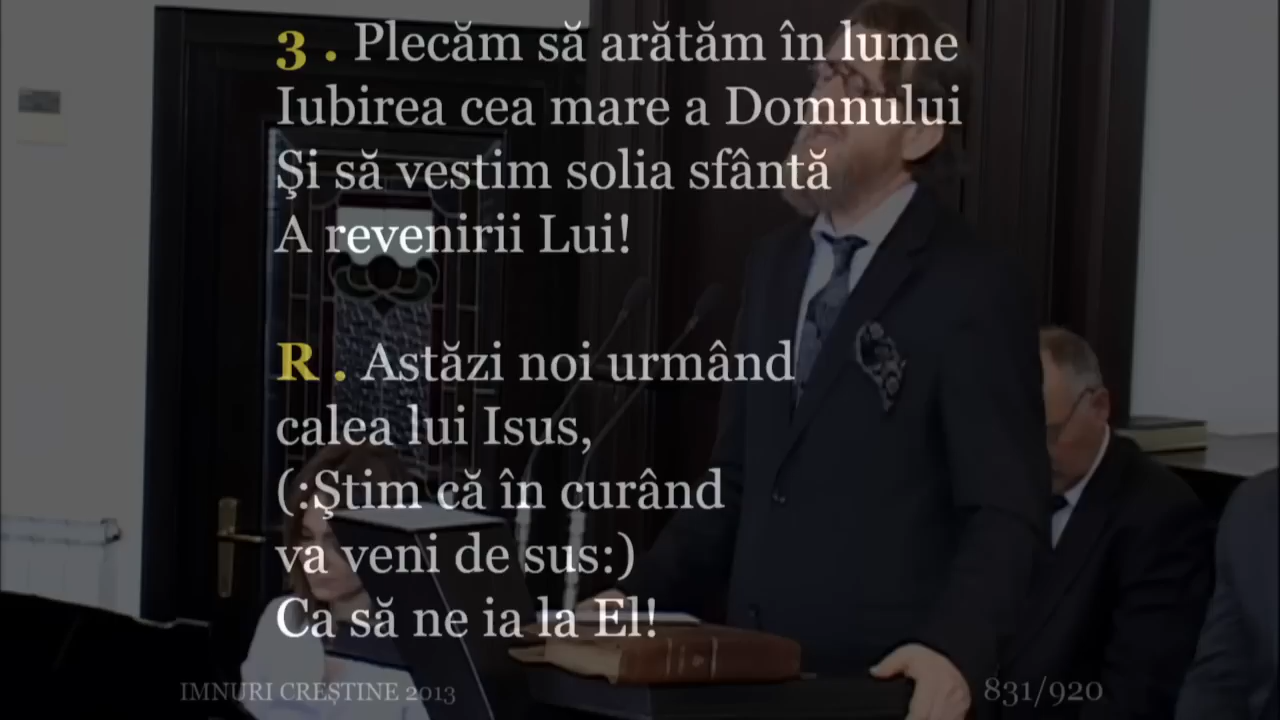 3 . Plecăm să arătăm în lume
Iubirea cea mare a Domnului
Şi să vestim solia sfântă
A revenirii Lui!
R . Astăzi noi urmând
calea lui Isus,
(:Ştim că în curând
va veni de sus:)
Ca să ne ia la El!
IMNURI CREȘTINE 2013
831/920